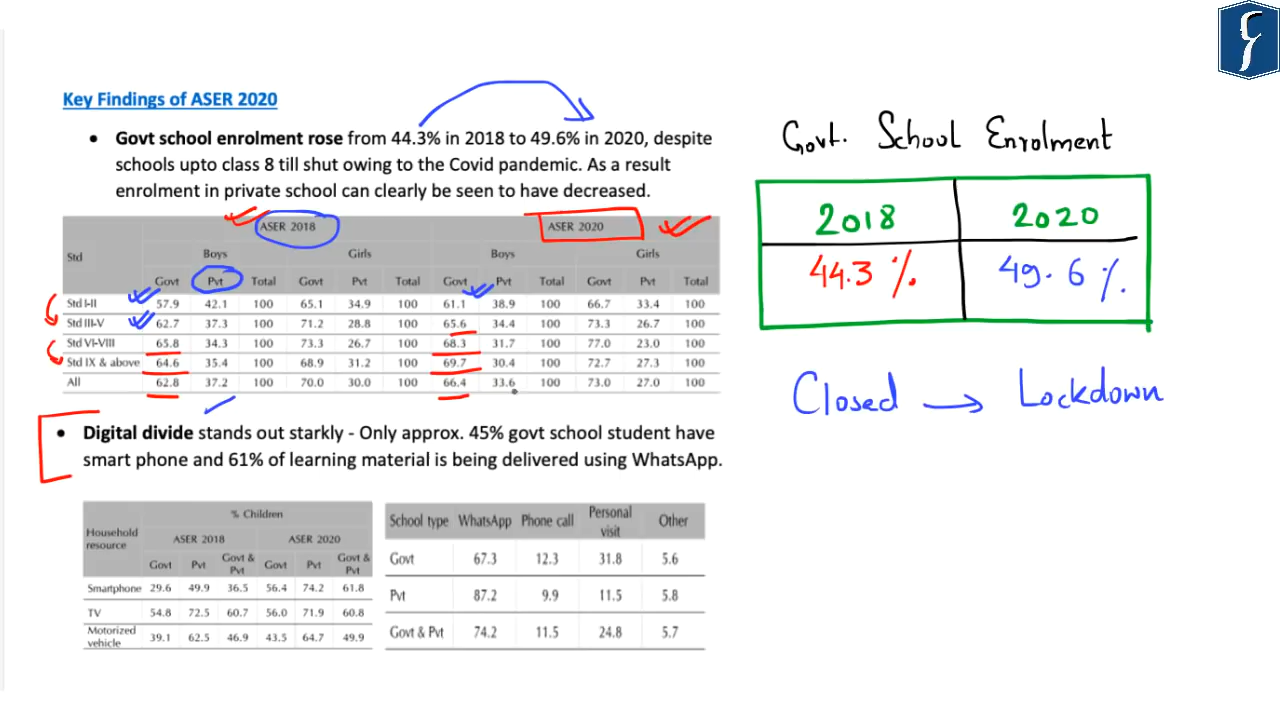 Key Findings of ASER 2020
• Govt school enrolment rose from 44.3% in 2018 to 49.6% in 2020, despite
schools upto class 8 till shut owing to the Covid pandemic. As a result
enrolment in private school can clearly be seen to have decreased.
ASER 2018 ASER 2020
Std Boys Girls Boys Girls
Govt Pvt Total Govt Pvt Total Govt Pvt Total Govt Pvt Total
Std I-II 57.9 42.1 100 65.1 34.9 100 61.1 38.9 100 66.7 33.4 100
Std III-V 62.7 37.3 100 71.2 28.8 100 65.6 34.4 100 73.3 26.7 100
Std VI-VIII 65.8 34.3 100 73.3 26.7 100 68.3 31.7 100 77.0 23.0 100
Std IX & above 64.6 35.4 100 68.9 31.2 100 69.7 30.4 100 72.7 27.3 100
All 62.8 37.2 100 70.0 30.0 100 66.4 33.6 100 73.0 27.0 100
• Digital divide stands out starkly - Only approx. 45% govt school student have
smart phone and 61% of learning material is being delivered using WhatsApp.
% Children
Household
resource
ASER 2018 ASER 2020
Govt Pvt Govt & Pvt Govt Pvt Govt & Pvt
Smartphone 29.6 49.9 36.5 56.4 74.2 61.8
TV 54.8 72.5 60.7 56.0 71.9 60.8
Motorized
vehicle 39.1 62.5 46.9 43.5 64.7 49.9
School type WhatsApp Phone call Personal visit Other
Govt 67.3 12.3 31.8 5.6
Pvt 87.2 9.9 11.5 5.8
Govt & Pvt 74.2 11.5 24.8 5.7
Govt. School Enrolment
2018 2020
44.3 % 49.6 %.
Closed → Lockdown